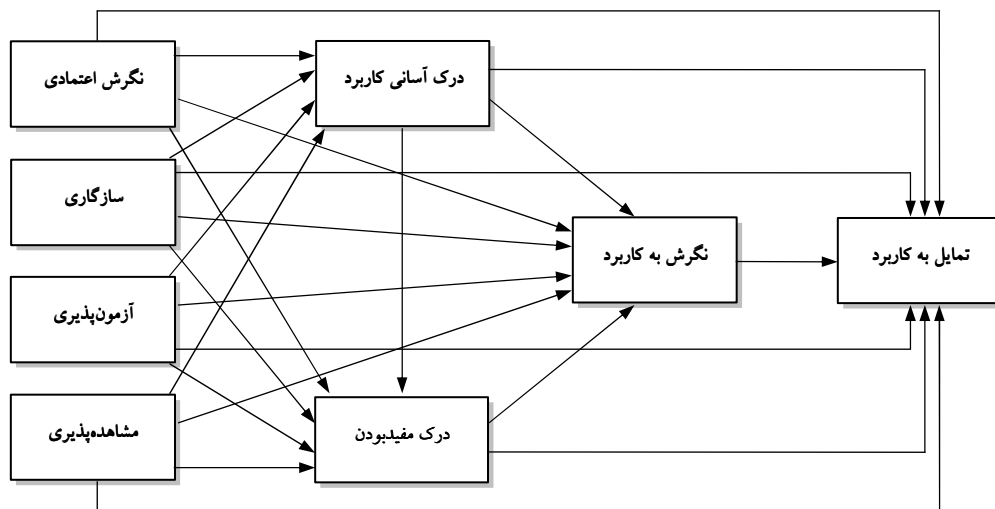 نگرش اعتمادی
درک آسانی کاربرد
سازگاری
نگرش به کاربرد
تمایل به کاربرد
آزمون‌پذیری
مشاهده‌پذیری
درک مفیدبودن